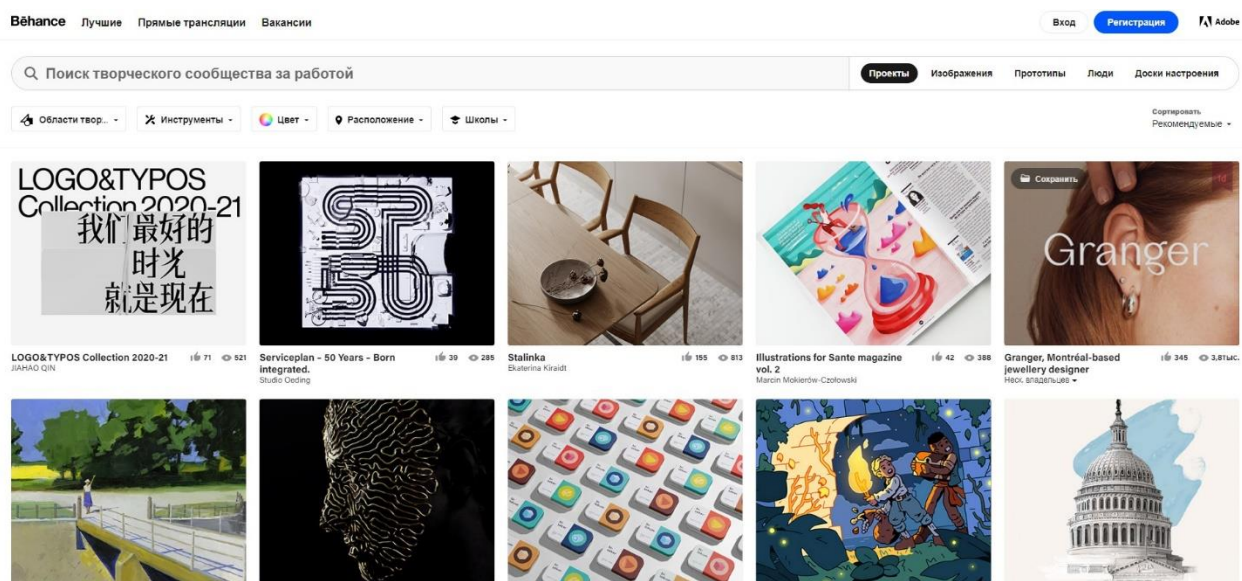 Bēhance Лучшие Прямые трансляции Вакансии Вход Регистрация Adobe
Поиск творческого сообщества за работой Проекты Изображения Прототипы Люди Доски настроения
Области твор... Инструменты Цвет Расположение Школы
Сортировать
Рекомендуемые
LOGO&TYPOS
Collection 2020-21
我们最好的
时光
就是现在
50
Сохранить
Granger
LOGO&TYPOS Collection 2020-21 71 521
JIAHAO QIN
Serviceplan – 50 Years – Born 39 285
integrated.
Studio Oeding
Stalinka 155 813
Ekaterina Kiraidt
Illustrations for Sante magazine 42 388
vol. 2
Marcin Mokierów-Czołowski
Granger, Montréal-based 345 3,81тыс.
jewellery designer
Неск. владельцев